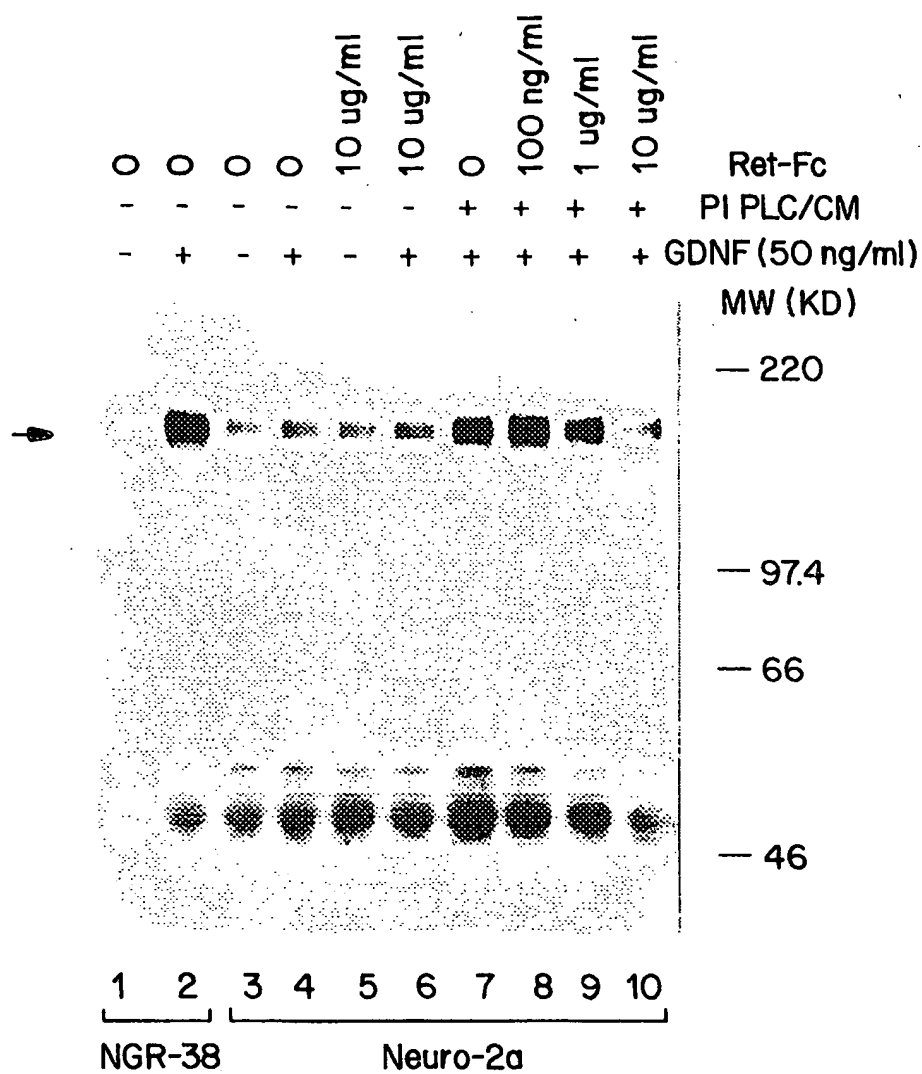 0 0 0 0 10 ug/ml 10 ug/ml 0 100 ng/ml 1 ug/ml 10 ug/ml Ret-Fc
- - - - - - + + + + PI PLC/CM
- + - + - + + + + + GDNF (50 ng/ml)
MW (KD)
— 220
— 97.4
— 66
— 46
1 2 3 4 5 6 7 8 9 10
NGR-38 Neuro-2a